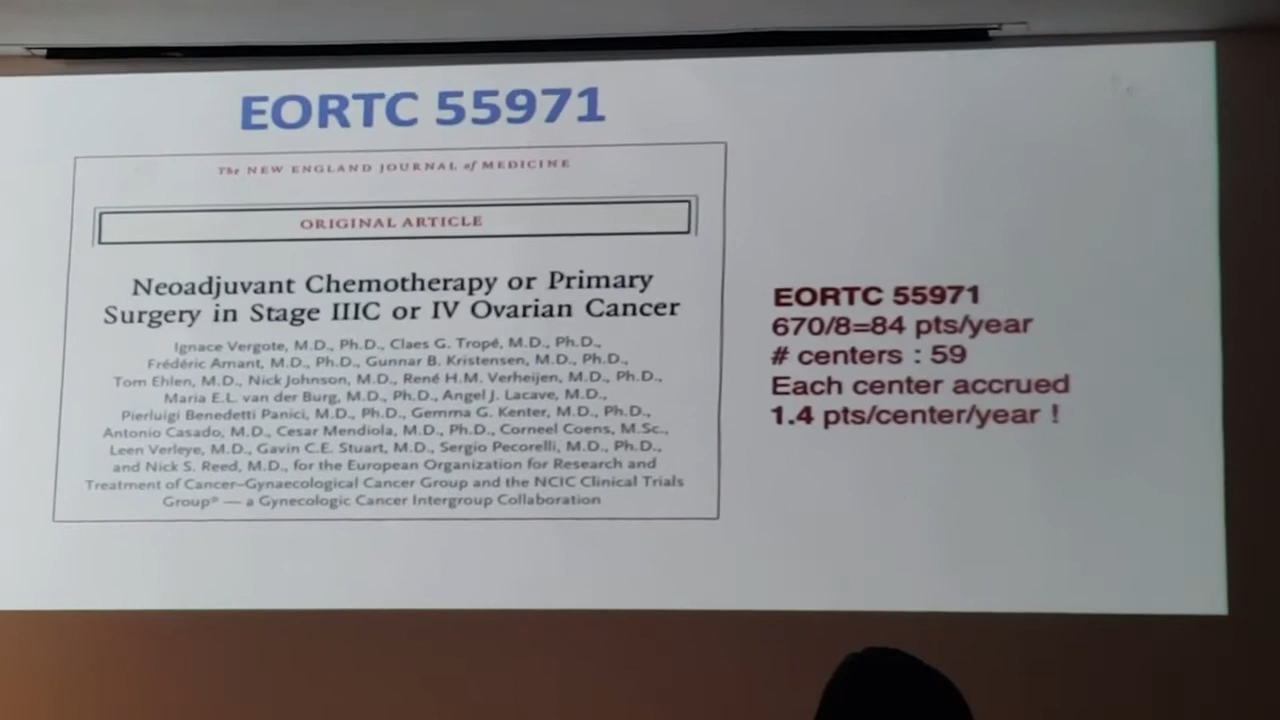 EORTC 55971
The NEW ENGLAND JOURNAL of MEDICINE
ORIGINAL ARTICLE
Neoadjuvant Chemotherapy or Primary
Surgery in Stage IIIC or IV Ovarian Cancer
Ignace Vergote, M.D., Ph.D., Claes G. Tropé, M.D., Ph.D.,
Frédéric Amant, M.D., Ph.D., Gunnar B. Kristensen, M.D., Ph.D.,
Tom Ehlen, M.D., Nick Johnson, M.D., René H.M. Verheijen, M.D., Ph.D.,
Maria E.L. van der Burg, M.D., Ph.D., Angel J. Lacave, M.D.,
Pierluigi Benedetti Panici, M.D., Ph.D., Gemma G. Kenter, M.D., Ph.D.,
Antonio Casado, M.D., Cesar Mendiola, M.D., Ph.D., Corneel Coens, M.Sc.,
Leen Verleye, M.D., Gavin C.E. Stuart, M.D., Sergio Pecorelli, M.D., Ph.D.,
and Nick S. Reed, M.D., for the European Organization for Research and
Treatment of Cancer–Gynaecological Cancer Group and the NCIC Clinical Trials
Group* — a Gynecologic Cancer Intergroup Collaboration
EORTC 55971
670/8=84 pts/year
# centers : 59
Each center accrued
1.4 pts/center/year !